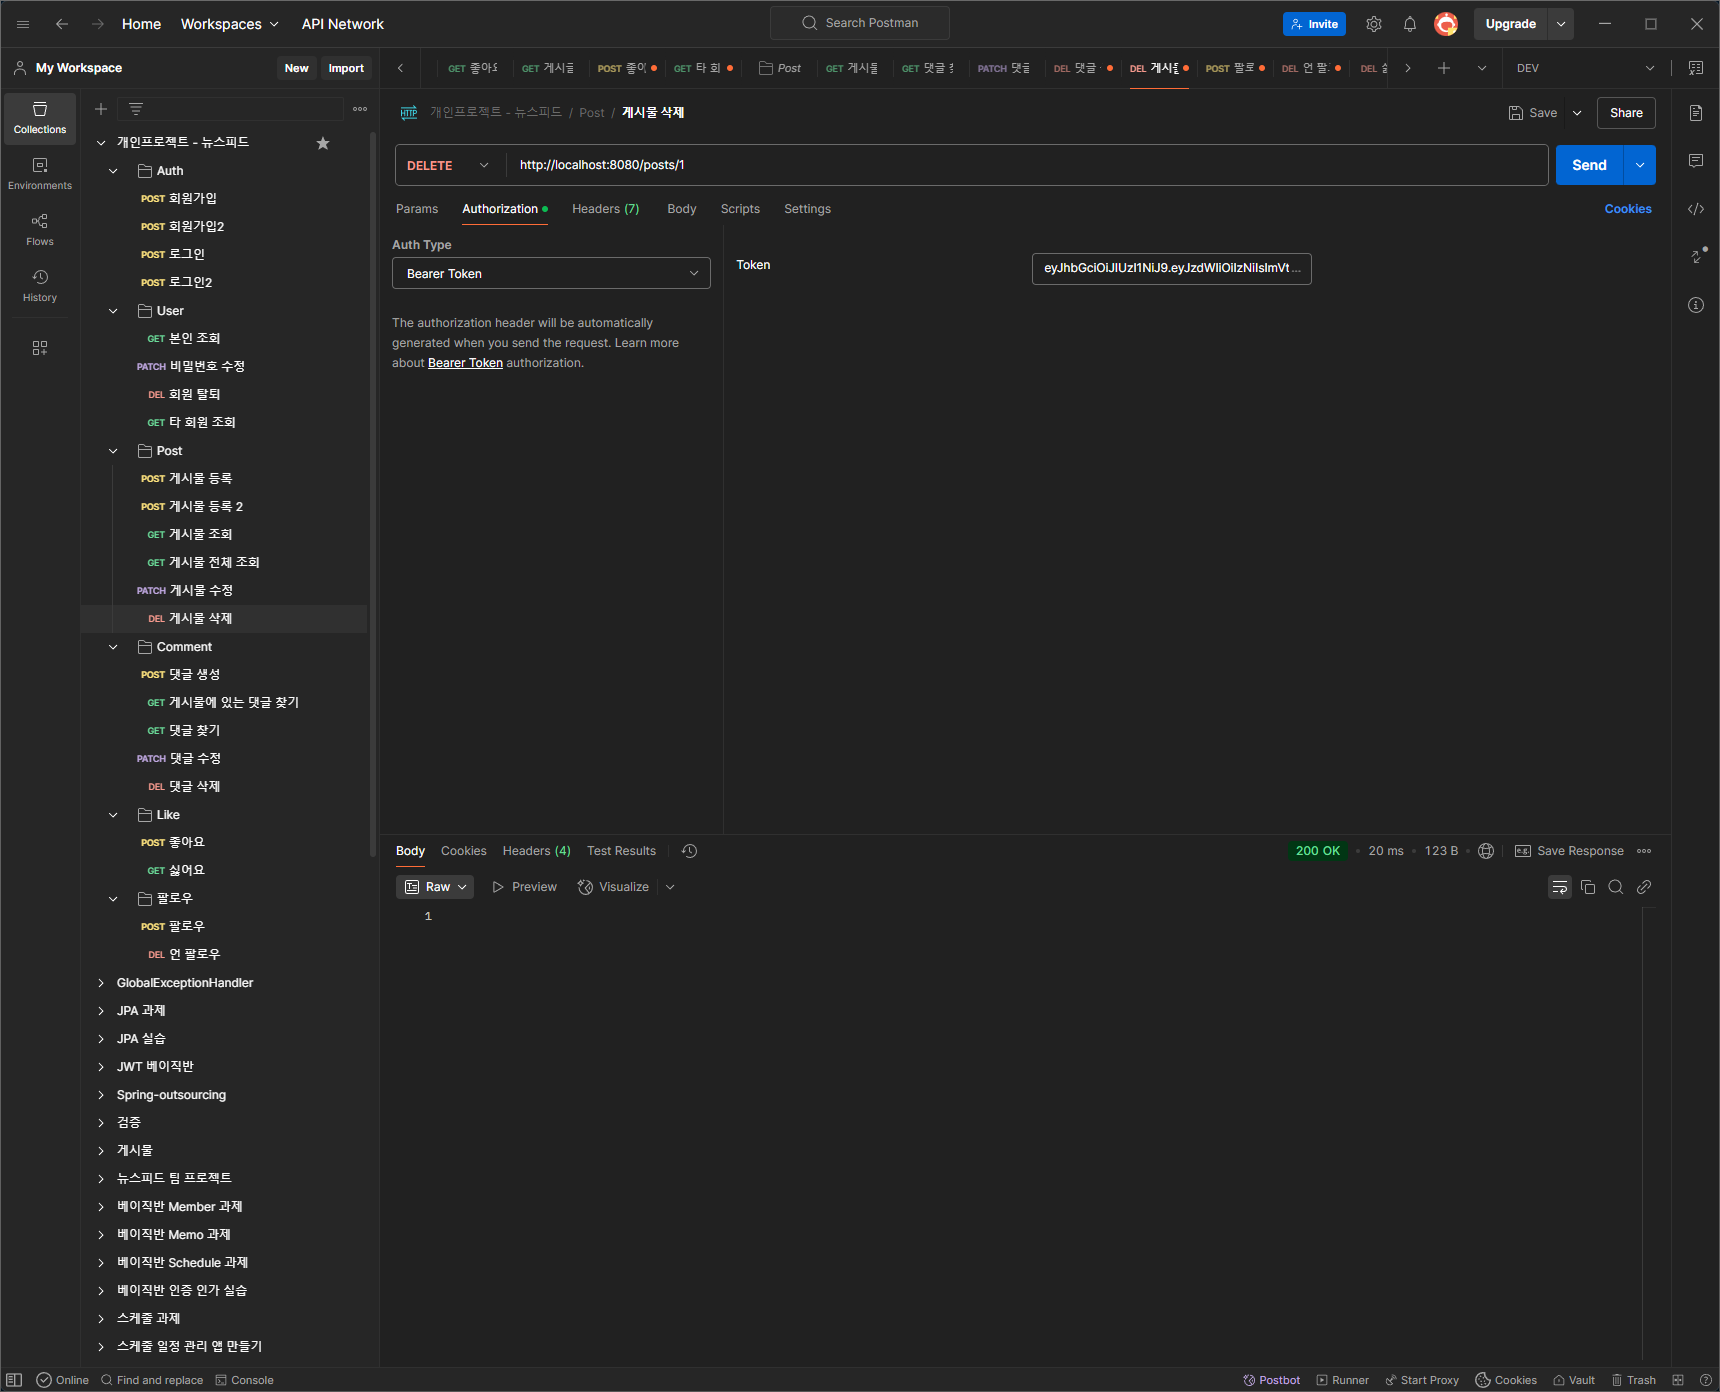 Home Workspaces API Network Search Postman Invite Upgrade
My Workspace New Import
GET 좋아요 GET 게시물 POST 좋아 GET 타 회 Post GET 게시물 GET 댓글 찾 PATCH 댓글 DEL 댓글 DEL 게시물 POST 팔로 DEL 언 팔 DEL DEV
Collections
Environments
Flows
History
개인프로젝트 - 뉴스피드
Auth
POST 회원가입
POST 회원가입2
POST 로그인
POST 로그인2
User
GET 본인 조회
PATCH 비밀번호 수정
DEL 회원 탈퇴
GET 타 회원 조회
Post
POST 게시물 등록
POST 게시물 등록 2
GET 게시물 조회
GET 게시물 전체 조회
PATCH 게시물 수정
DEL 게시물 삭제
Comment
POST 댓글 생성
GET 게시물에 있는 댓글 찾기
GET 댓글 찾기
PATCH 댓글 수정
DEL 댓글 삭제
Like
POST 좋아요
GET 싫어요
팔로우
POST 팔로우
DEL 언 팔로우
GlobalExceptionHandler
JPA 과제
JPA 실습
JWT 베이직반
Spring-outsourcing
검증
게시물
뉴스피드 팀 프로젝트
베이직반 Member 과제
베이직반 Memo 과제
베이직반 Schedule 과제
베이직반 인증 인가 실습
스케줄 과제
스케줄 일정 관리 앱 만들기
HTTP 개인프로젝트 - 뉴스피드 / Post / 게시물 삭제 Save Share
DELETE http://localhost:8080/posts/1 Send
Params Authorization Headers (7) Body Scripts Settings Cookies
Auth Type
Bearer Token
The authorization header will be automatically
generated when you send the request. Learn more
about Bearer Token authorization.
Token eyJhbGciOiJIUzI1NiJ9.eyJzdWIiOiIzNiIsImVt...
Body Cookies Headers (4) Test Results 200 OK • 20 ms • 123 B • Save Response
Raw Preview Visualize
1
Online Find and replace Console Postbot Runner Start Proxy Cookies Vault Trash